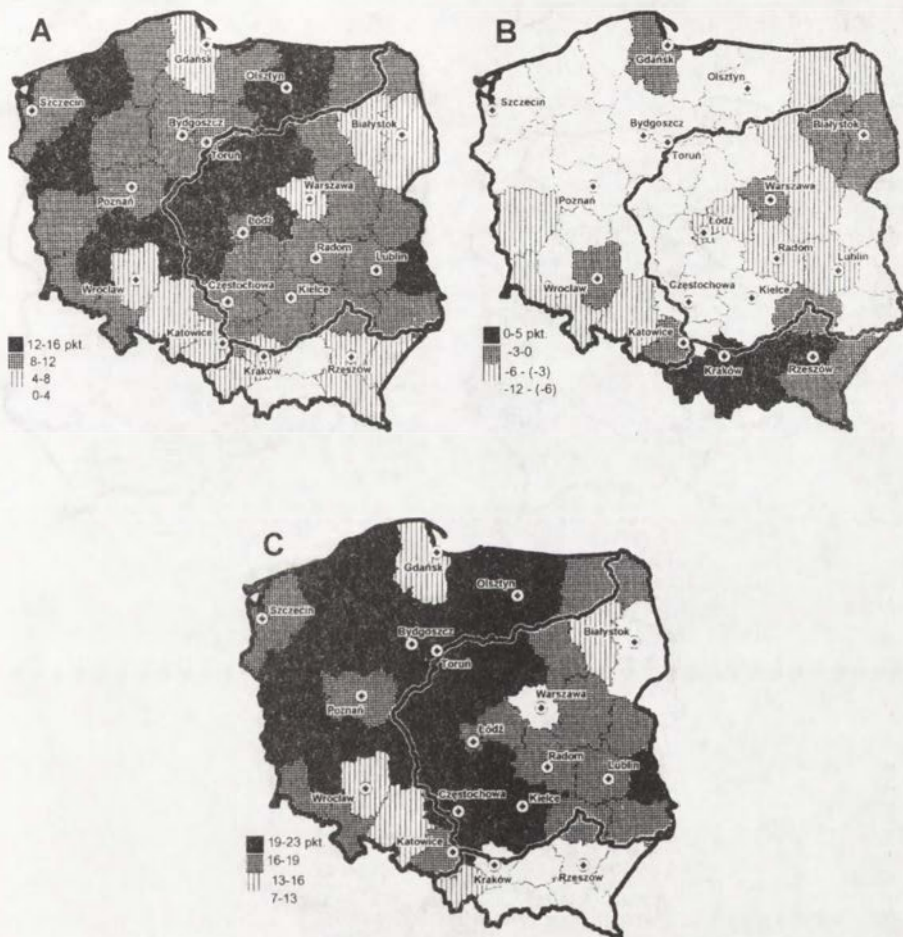 A
Gdańsk
Olsztyn
Szczecin
Bydgoszcz
Białystok
Toruń
Poznań
Warszawa
Łódź
Radom
Lublin
Wrocław
Częstochowa
Kielce
Katowice
Kraków
Rzeszów
12-16 pkt.
8-12
4-8
0-4
B
Gdańsk
Olsztyn
Szczecin
Bydgoszcz
Białystok
Toruń
Poznań
Warszawa
Łódź
Radom
Lublin
Wrocław
Częstochowa
Kielce
Katowice
Kraków
Rzeszów
0-5 pkt.
-3-0
-6 - (-3)
-12 - (-6)
C
Gdańsk
Olsztyn
Szczecin
Bydgoszcz
Białystok
Toruń
Poznań
Warszawa
Łódź
Radom
Lublin
Wrocław
Częstochowa
Kielce
Katowice
Kraków
Rzeszów
19-23 pkt.
16-19
13-16
7-13